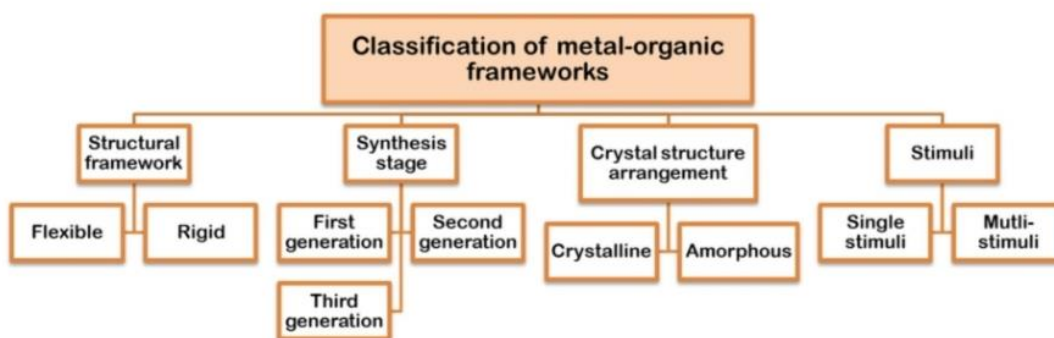 Classification of metal-organic
frameworks
Structural
framework
Synthesis
stage
Crystal structure
arrangement
Stimuli
Flexible
Rigid
First
generation
Second
generation
Third
generation
Crystalline
Amorphous
Single
stimuli
Mutli-
stimuli